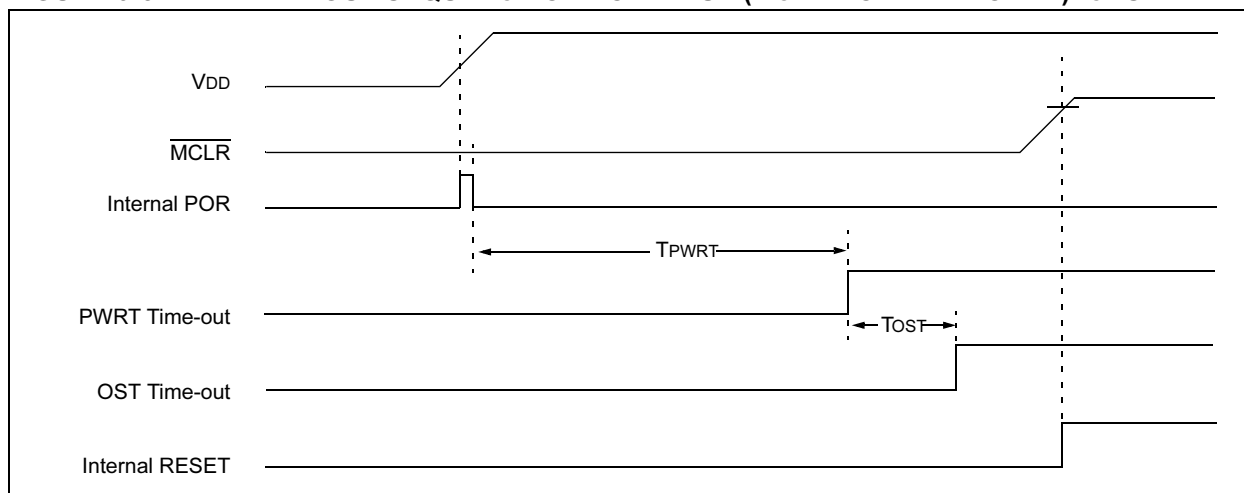 VDD
MCLR
Internal POR
TPWRT
PWRT Time-out
TOST
OST Time-out
Internal RESET